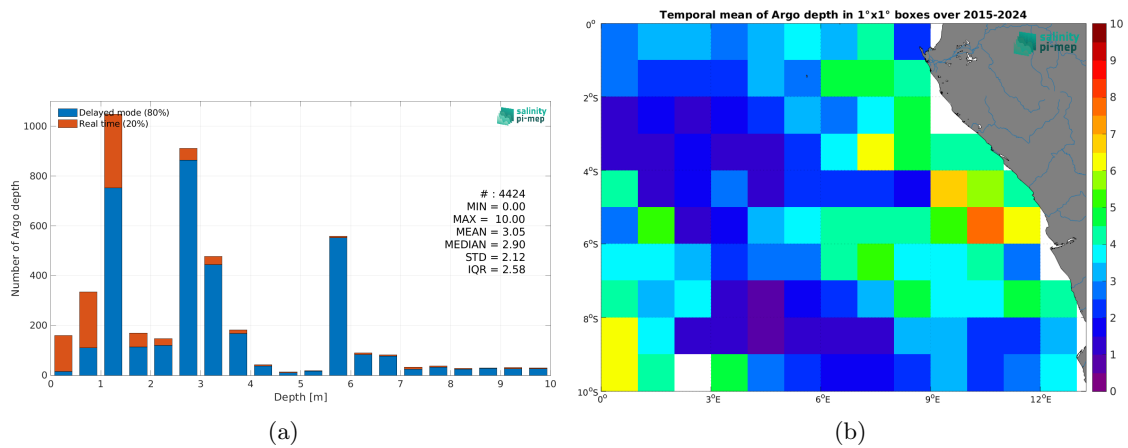 Delayed mode (80%)
Real time (20%)
salinity
pi-mep
Number of Argo depth
1000
800
600
400
200
0
# : 4424
MIN = 0.00
MAX = 10.00
MEAN = 3.05
MEDIAN = 2.90
STD = 2.12
IQR = 2.58
0 1 2 3 4 5 6 7 8 9 10
Depth [m]
(a)
Temporal mean of Argo depth in 1°x1° boxes over 2015-2024
salinity
pi-mep
0°
2°S
4°S
6°S
8°S
10°S
0° 3°E 6°E 9°E 12°E
10
9
8
7
6
5
4
3
2
1
0
(b)